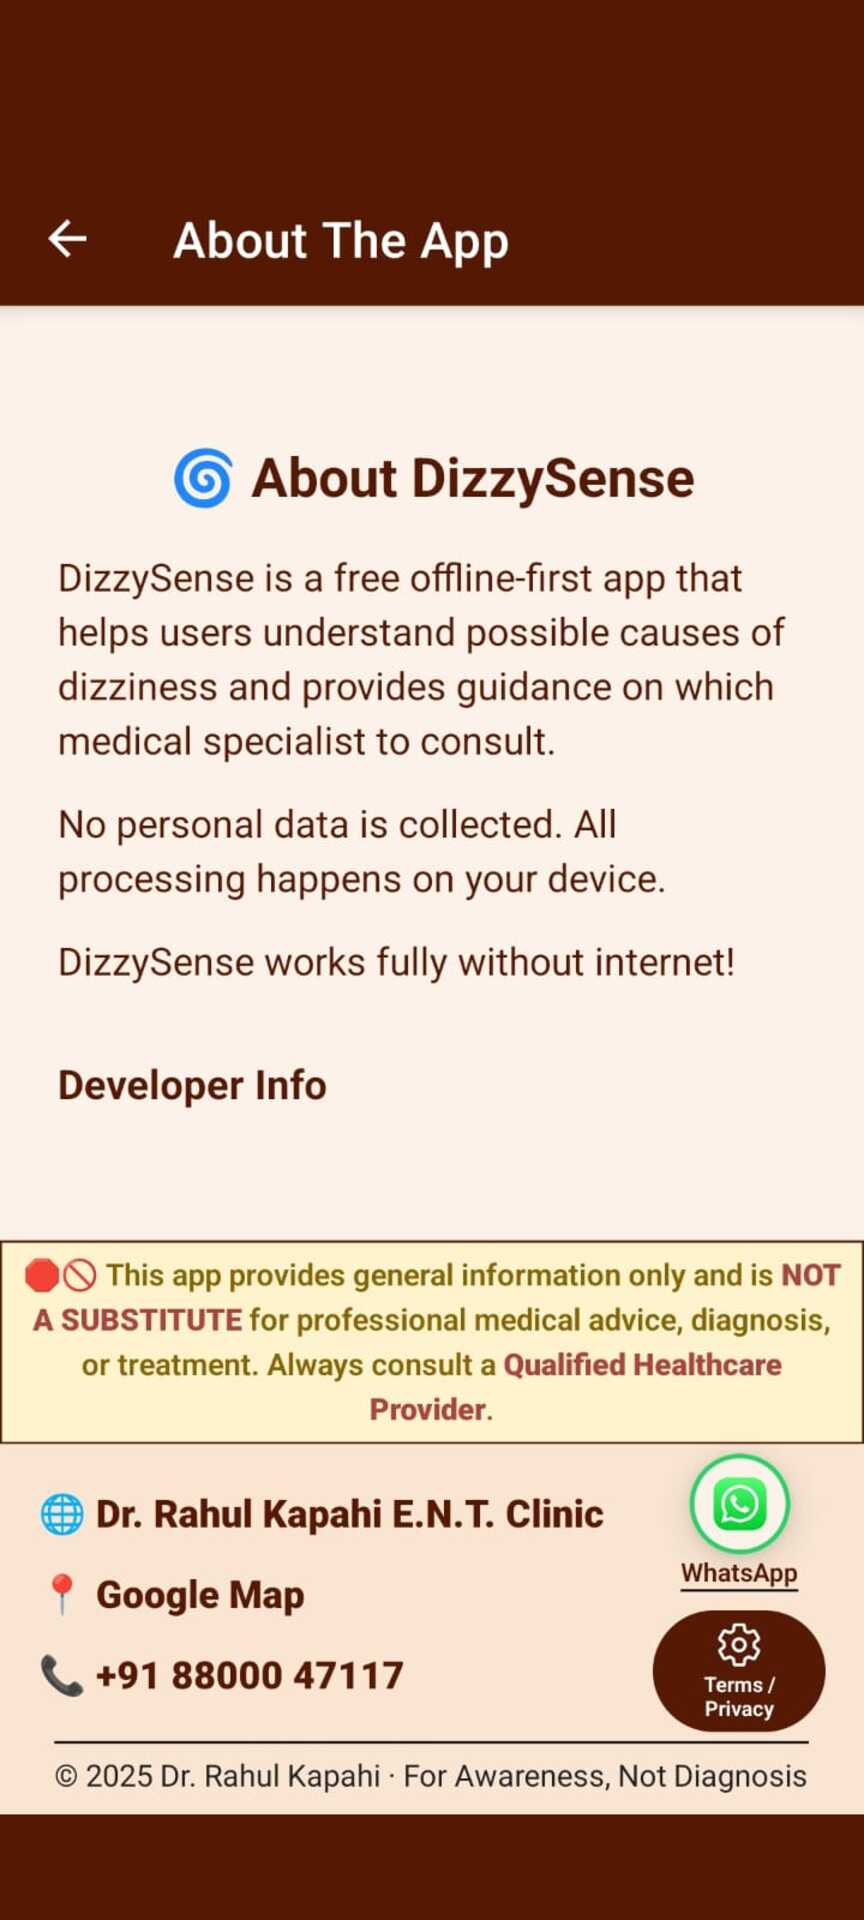 About The App
🌀 About DizzySense
DizzySense is a free offline-first app that
helps users understand possible causes of
dizziness and provides guidance on which
medical specialist to consult.
No personal data is collected. All
processing happens on your device.
DizzySense works fully without internet!
Developer Info
🛑🚫 This app provides general information only and is NOT
A SUBSTITUTE for professional medical advice, diagnosis,
or treatment. Always consult a Qualified Healthcare
Provider.
🌐 Dr. Rahul Kapahi E.N.T. Clinic
WhatsApp
📍 Google Map
📞 +91 88000 47117
Terms /
Privacy
© 2025 Dr. Rahul Kapahi · For Awareness, Not Diagnosis